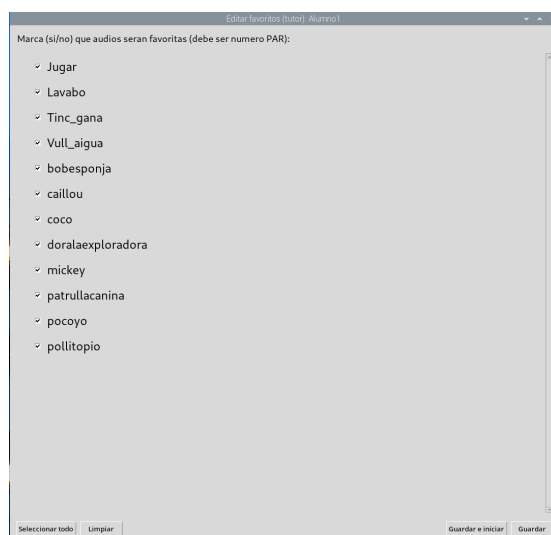 Editar favoritos (tutor): Alumno1
Marca (si/no) que audios seran favoritas (debe ser numero PAR):
Jugar
Lavabo
Tinc_gana
Vull_aigua
bobesponja
caillou
coco
doralaexploradora
mickey
patrullacanina
pocoyo
pollitopio
Seleccionar todo Limpiar Guardar e iniciar Guardar